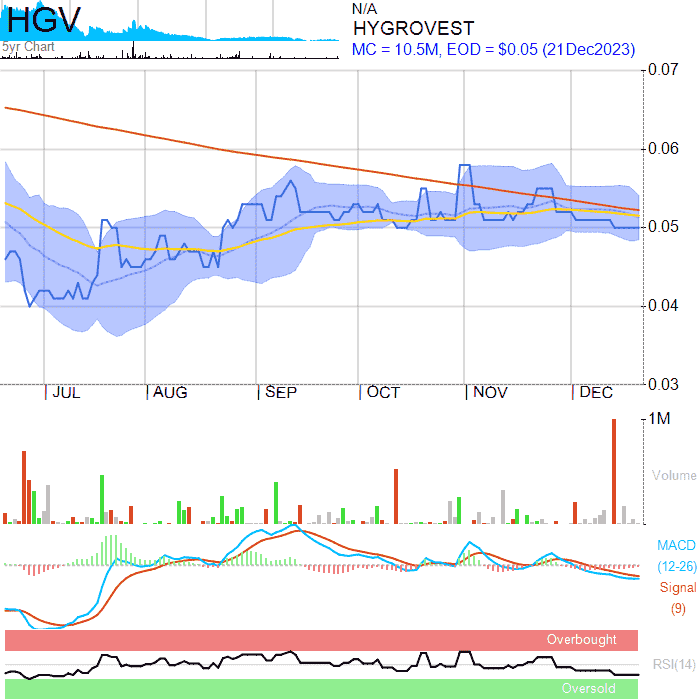 HGV
5yr Chart
N/A
HYGROVEST
MC = 10.5M, EOD = $0.05 (21Dec2023)
0.07
0.06
0.05
0.04
0.03
JUL
AUG
SEP
OCT
NOV
DEC
1M
Volume
MACD
(12-26)
Signal
(9)
Overbought
RSI(14)
Oversold